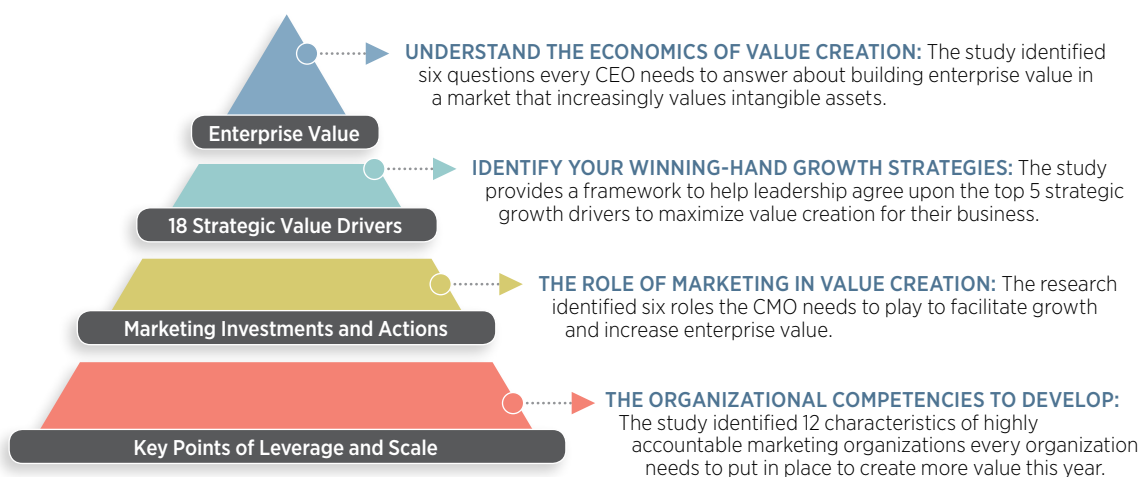 UNDERSTAND THE ECONOMICS OF VALUE CREATION: The study identified
six questions every CEO needs to answer about building enterprise value in
a market that increasingly values intangible assets.
Enterprise Value
IDENTIFY YOUR WINNING-HAND GROWTH STRATEGIES: The study
provides a framework to help leadership agree upon the top 5 strategic
growth drivers to maximize value creation for their business.
18 Strategic Value Drivers
THE ROLE OF MARKETING IN VALUE CREATION: The research
identified six roles the CMO needs to play to facilitate growth
and increase enterprise value.
Marketing Investments and Actions
THE ORGANIZATIONAL COMPETENCIES TO DEVELOP:
The study identified 12 characteristics of highly
accountable marketing organizations every organization
needs to put in place to create more value this year.
Key Points of Leverage and Scale